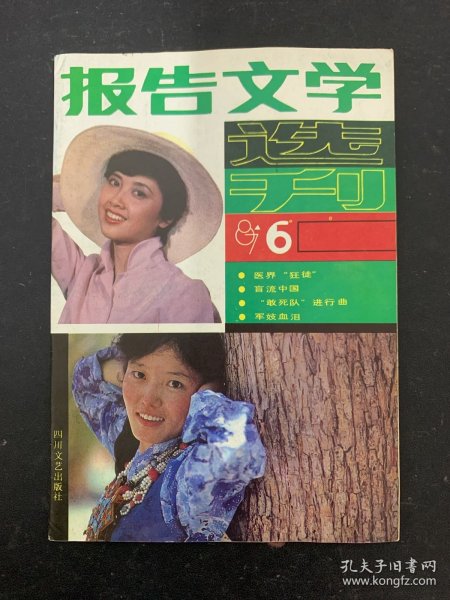 报告文学
选
刊
87 6
医界“狂徒”
盲流中国
“敢死队”进行曲
军妓血泪
四川文艺出版社
孔夫子旧书网
www.kongfz.com